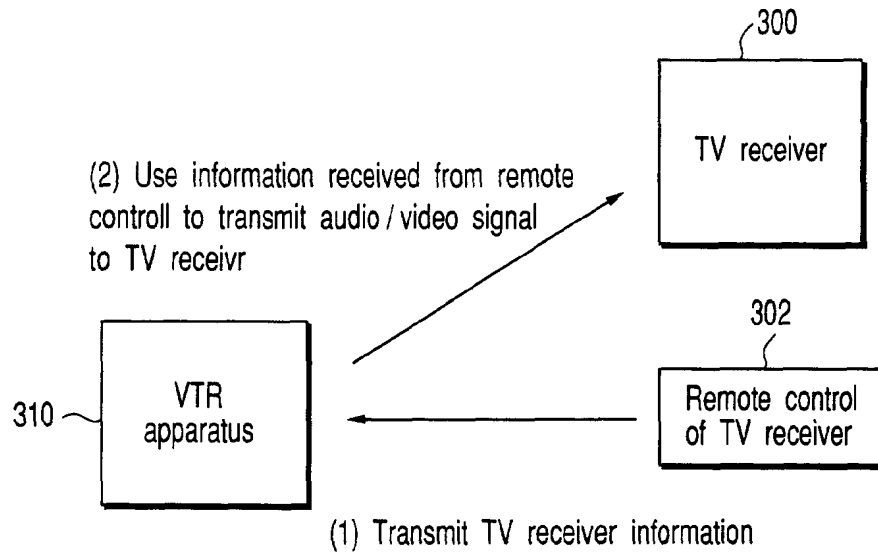 300
TV receiver
(2) Use information received from remote
controll to transmit audio / video signal
to TV receivr
302
Remote control
of TV receiver
310
VTR
apparatus
(1) Transmit TV receiver information